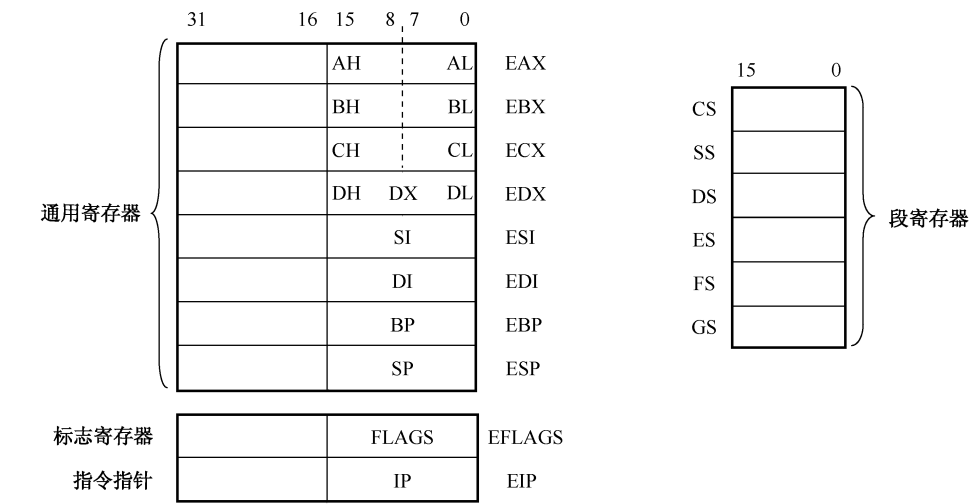 31 16 15 8 7 0
AH AL EAX
BH BL EBX
CH CL ECX
DH DX DL EDX
SI ESI
DI EDI
BP EBP
SP ESP
通用寄存器
标志寄存器 FLAGS EFLAGS
指令指针 IP EIP
15 0
CS
SS
DS
ES
FS
GS
段寄存器